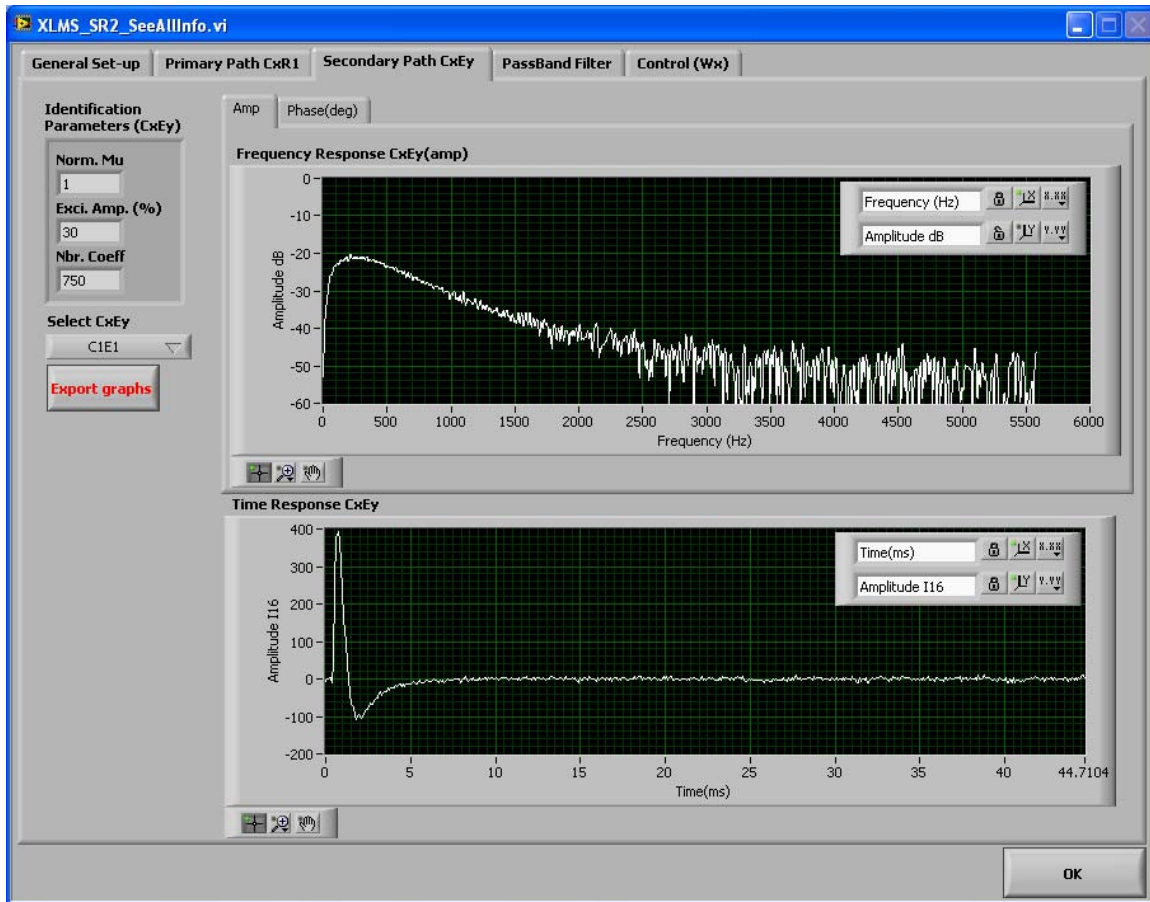 XLMS_SR2_SeeAllInfo.vi
General Set-up Primary Path CxR1 Secondary Path CxEy PassBand Filter Control (Wx)
Identification
Parameters (CxEy)
Norm. Mu
1
Exci. Amp. (%)
30
Nbr. Coeff
750
Select CxEy
C1E1
Export graphs
Amp Phase(deg)
Frequency Response CxEy(amp)
Frequency (Hz) X X.XX
Amplitude dB Y Y.YY
Amplitude dB
0
-10
-20
-30
-40
-50
-60
0 500 1000 1500 2000 2500 3000 3500 4000 4500 5000 5500 6000
Frequency (Hz)
Time Response CxEy
Time(ms) X X.XX
Amplitude I16 Y Y.YY
Amplitude I16
400
300
200
100
0
-100
-200
0 5 10 15 20 25 30 35 40 44.7104
Time(ms)
OK